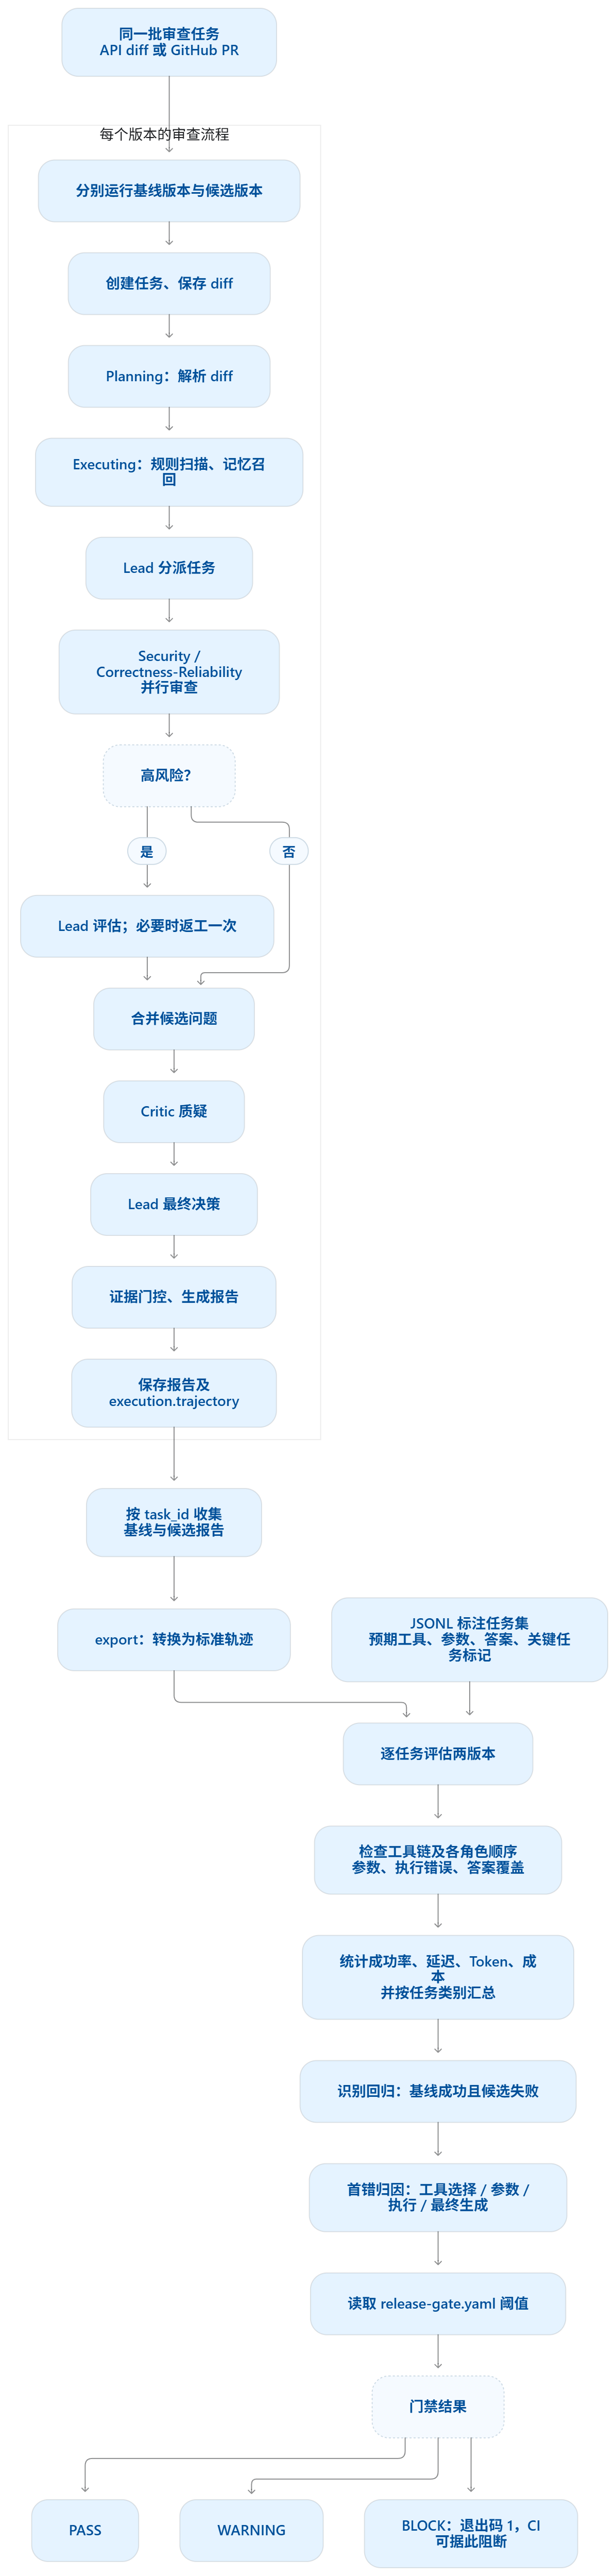 同一批审查任务
API diff 或 GitHub PR
每个版本的审查流程
分别运行基线版本与候选版本
创建任务、保存 diff
Planning：解析 diff
Executing：规则扫描、记忆召
回
Lead 分派任务
Security /
Correctness-Reliability
并行审查
高风险？
是
否
Lead 评估；必要时返工一次
合并候选问题
Critic 质疑
Lead 最终决策
证据门控、生成报告
保存报告及
execution.trajectory
按 task_id 收集
基线与候选报告
export：转换为标准轨迹
JSONL 标注任务集
预期工具、参数、答案、关键任
务标记
逐任务评估两版本
检查工具链及各角色顺序
参数、执行错误、答案覆盖
统计成功率、延迟、Token、成
本
并按任务类别汇总
识别回归：基线成功且候选失败
首错归因：工具选择 / 参数 /
执行 / 最终生成
读取 release-gate.yaml 阈值
门禁结果
PASS
WARNING
BLOCK：退出码 1，CI
可据此阻断